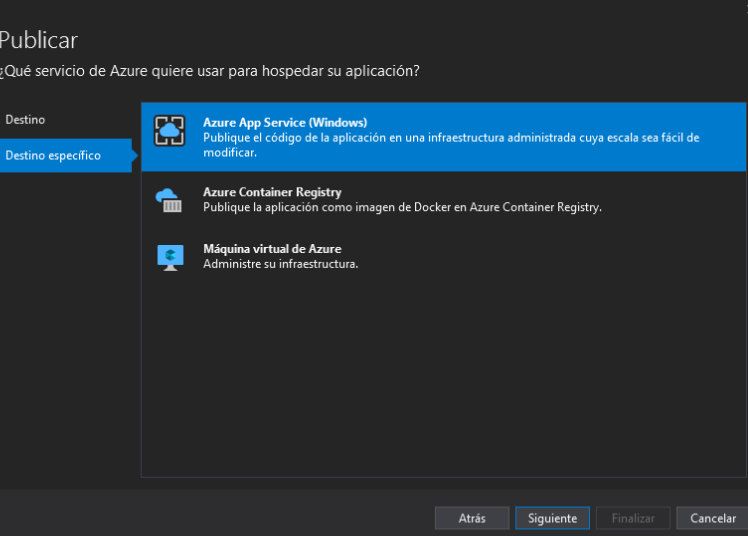 Publicar
¿Qué servicio de Azure quiere usar para hospedar su aplicación?
Destino
Destino específico
Azure App Service (Windows)
Publique el código de la aplicación en una infraestructura administrada cuya escala sea fácil de
modificar.
Azure Container Registry
Publique la aplicación como imagen de Docker en Azure Container Registry.
Máquina virtual de Azure
Administre su infraestructura.
Atrás
Siguiente
Finalizar
Cancelar